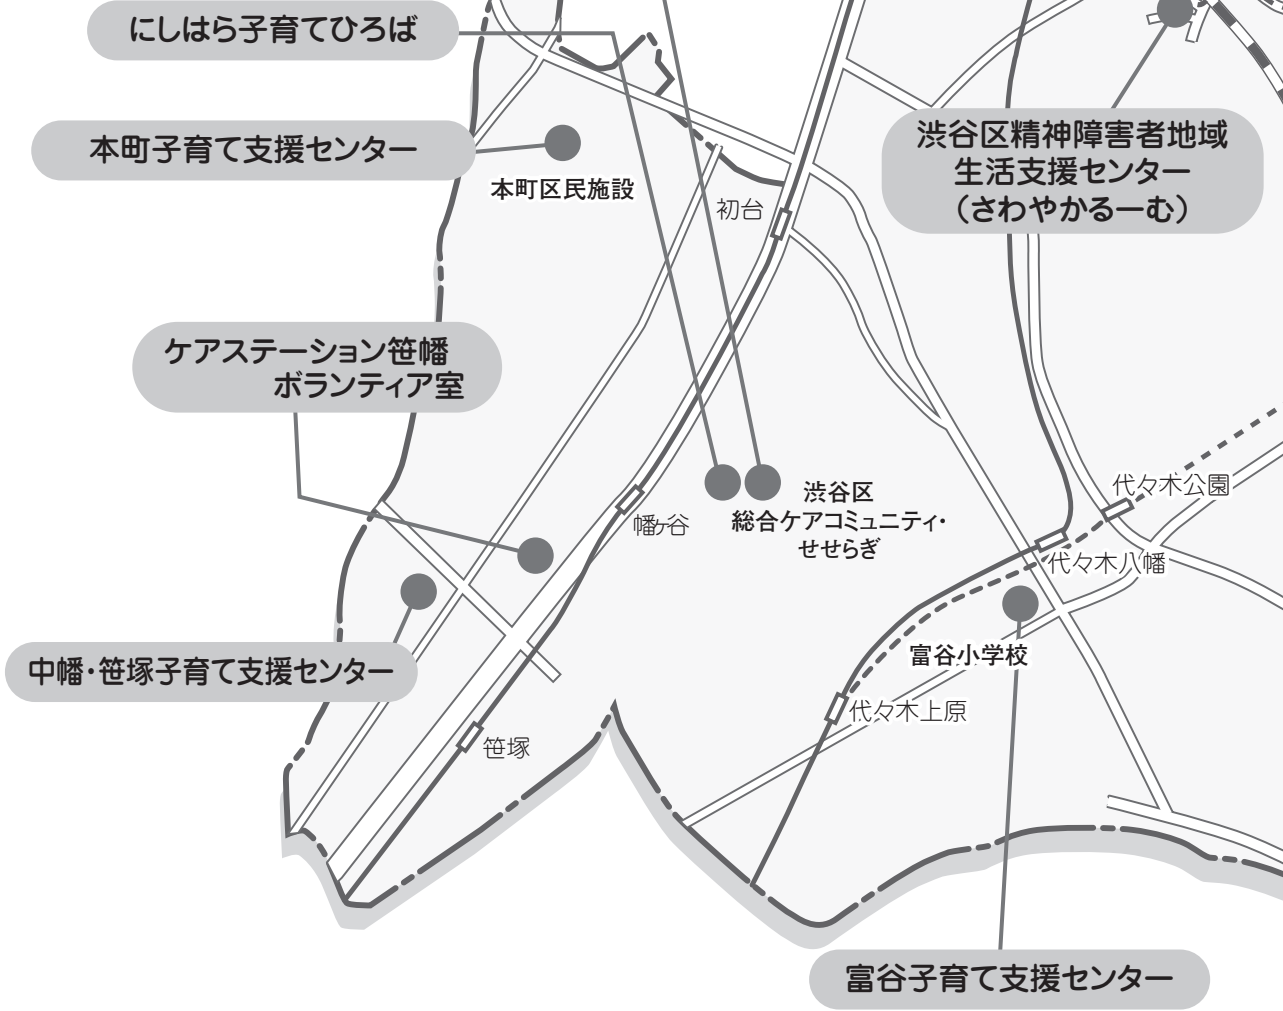 にしはら子育てひろば
本町子育て支援センター
本町区民施設
渋谷区精神障害者地域
生活支援センター
（さわやかるーむ）
初台
ケアステーション笹幡
ボランティア室
幡ヶ谷
渋谷区
総合ケアコミュニティ・
せせらぎ
代々木公園
代々木八幡
中幡・笹塚子育て支援センター
富谷小学校
代々木上原
笹塚
富谷子育て支援センター